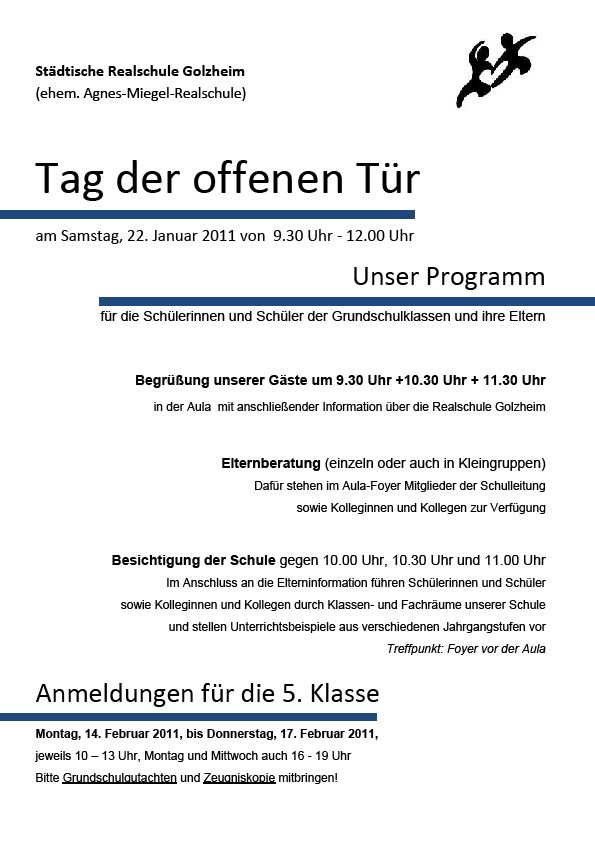 Städtische Realschule Golzheim
(ehem. Agnes-Miegel-Realschule)
Tag der offenen Tür
am Samstag, 22. Januar 2011 von  9.30 Uhr - 12.00 Uhr
Unser Programm
für die Schülerinnen und Schüler der Grundschulklassen und ihre Eltern
Begrüßung unserer Gäste um 9.30 Uhr +10.30 Uhr + 11.30 Uhr
in der Aula  mit anschließender Information über die Realschule Golzheim
Elternberatung (einzeln oder auch in Kleingruppen)
Dafür stehen im Aula-Foyer Mitglieder der Schulleitung
sowie Kolleginnen und Kollegen zur Verfügung
Besichtigung der Schule gegen 10.00 Uhr, 10.30 Uhr und 11.00 Uhr
Im Anschluss an die Elterninformation führen Schülerinnen und Schüler
sowie Kolleginnen und Kollegen durch Klassen- und Fachräume unserer Schule
und stellen Unterrichtsbeispiele aus verschiedenen Jahrgangstufen vor
Treffpunkt: Foyer vor der Aula
Anmeldungen für die 5. Klasse
Montag, 14. Februar 2011, bis Donnerstag, 17. Februar 2011,
jeweils 10 – 13 Uhr, Montag und Mittwoch auch 16 - 19 Uhr
Bitte Grundschulgutachten und Zeugniskopie mitbringen!